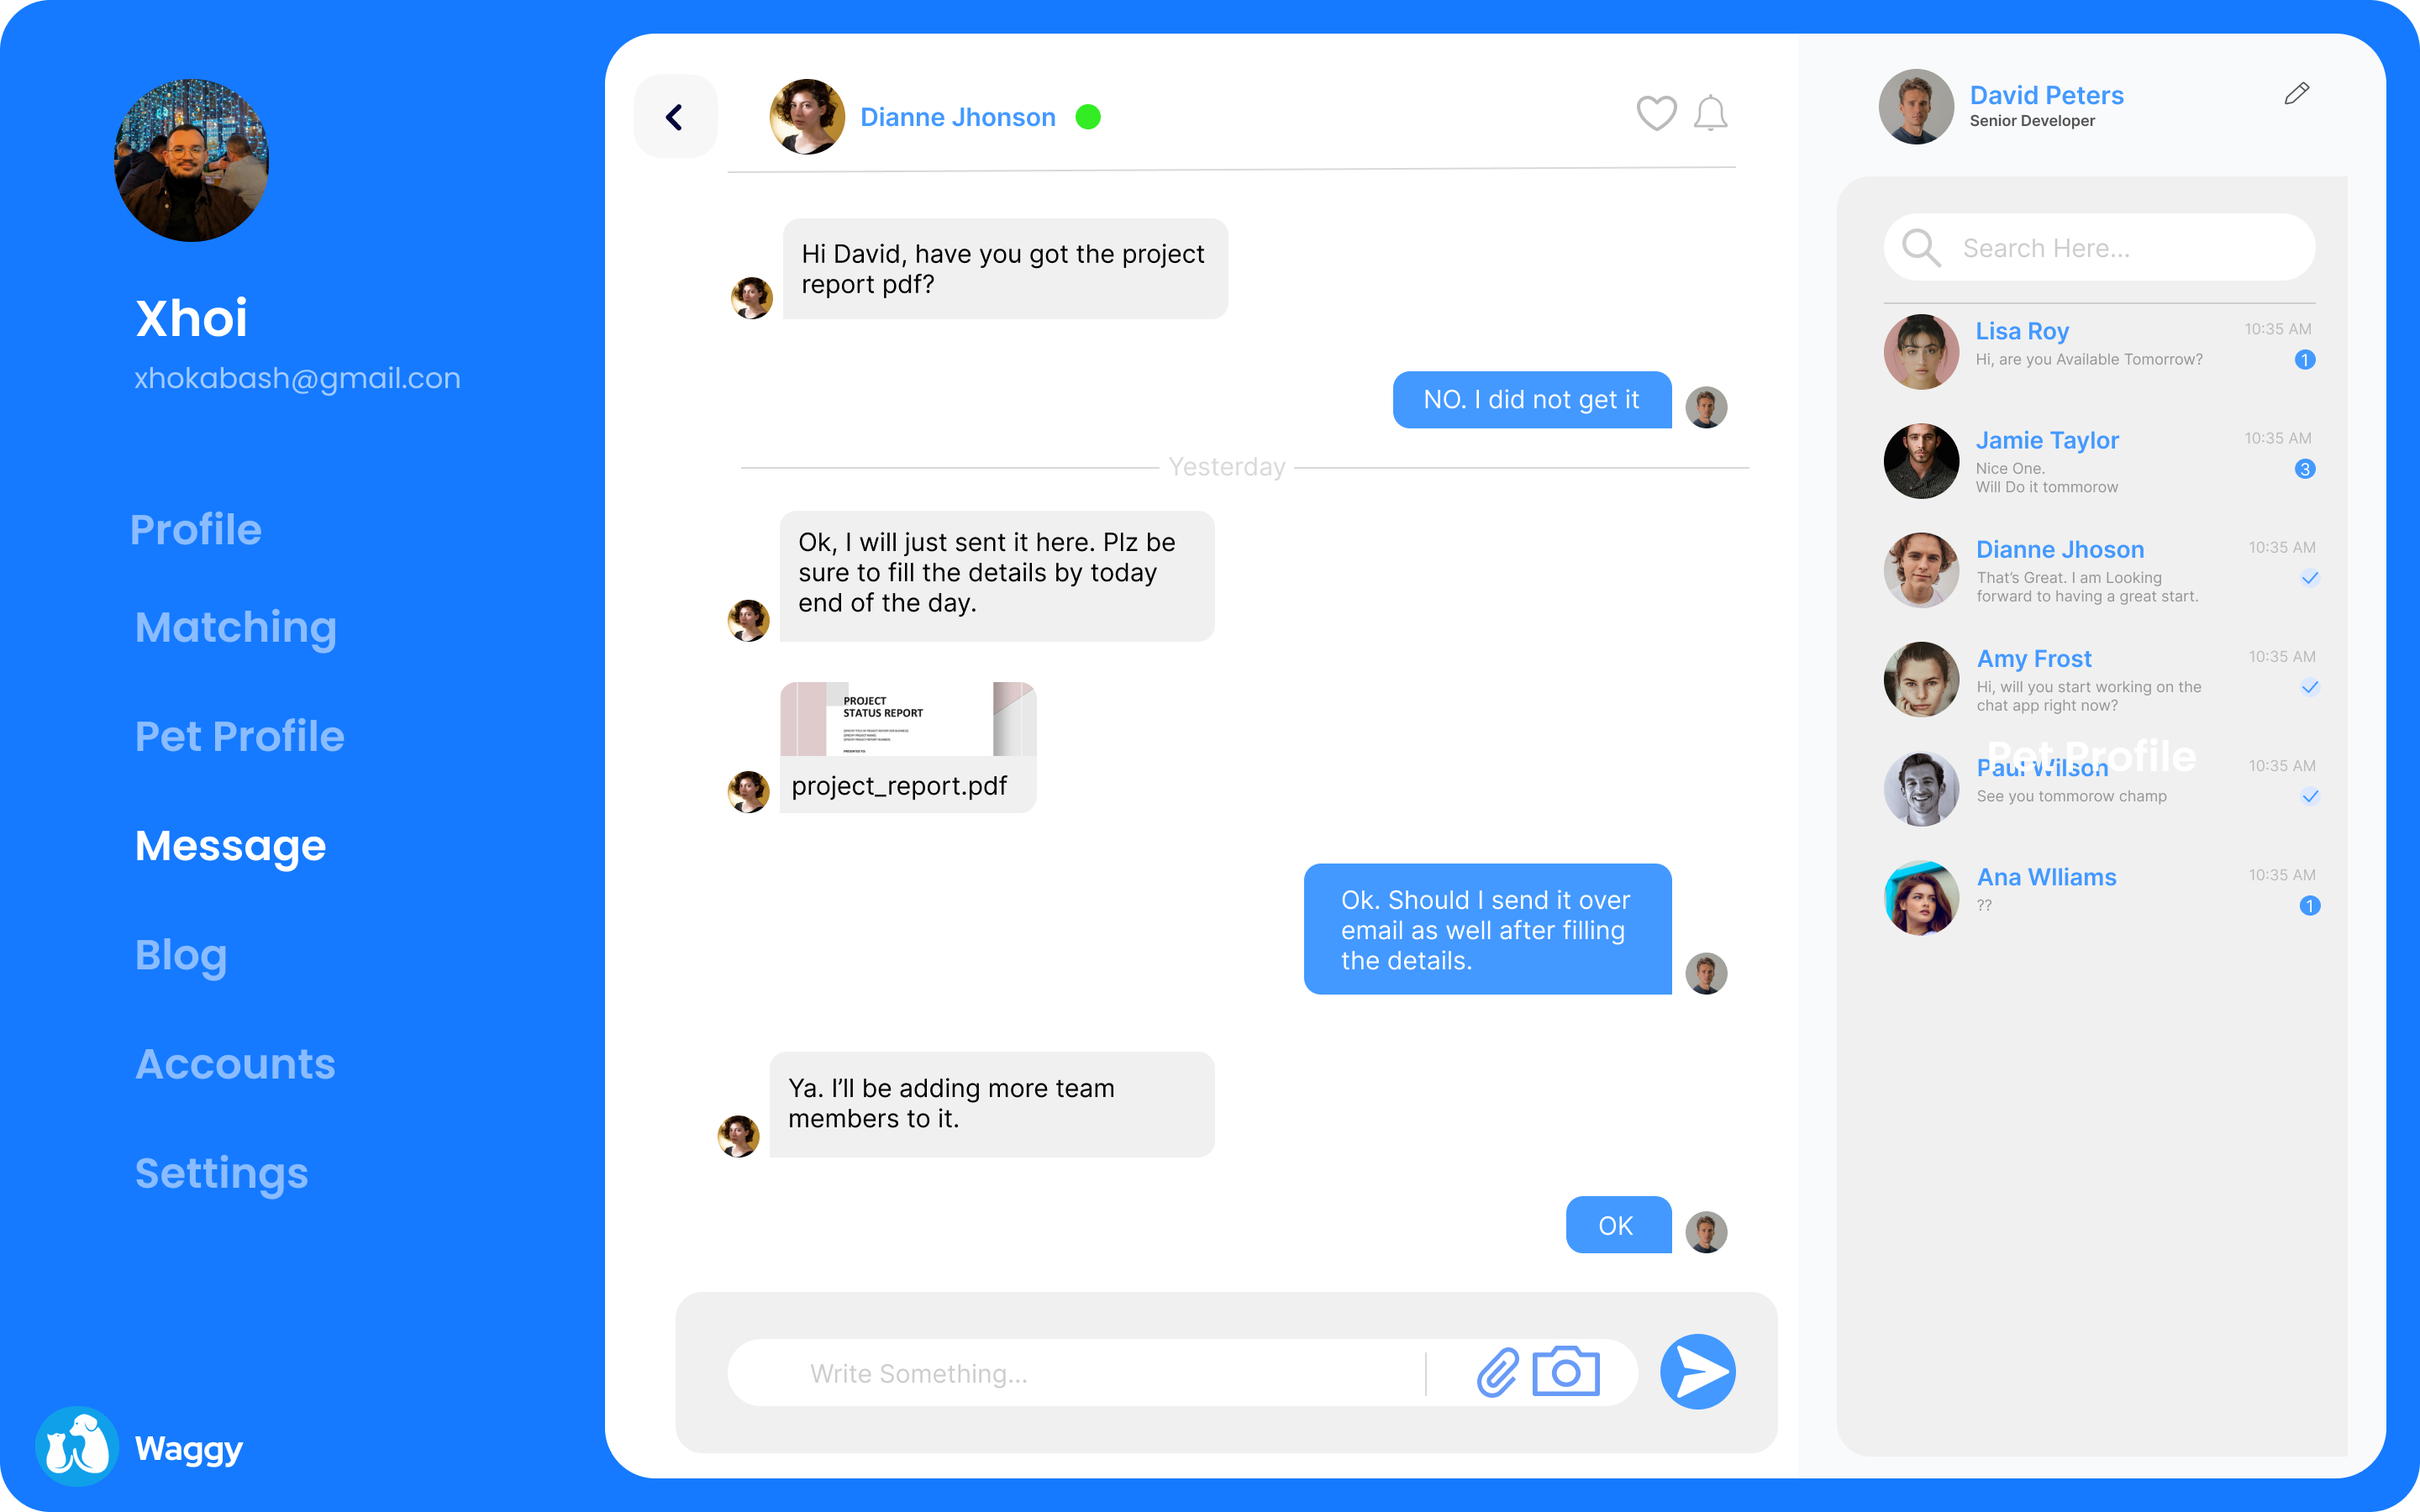 Xhoi
xhokabash@gmail.con
Profile
Matching
Pet Profile
Message
Blog
Accounts
Settings
Waggy
Dianne Jhonson
Hi David, have you got the project
report pdf?
NO. I did not get it
Yesterday
Ok, I will just sent it here. Plz be
sure to fill the details by today
end of the day.
PROJECT
STATUS REPORT
project_report.pdf
Ok. Should I send it over
email as well after filling
the details.
Ya. I'll be adding more team
members to it.
OK
Write Something...
David Peters
Senior Developer
Search Here...
Lisa Roy
10:35 AM
Hi, are you Available Tomorrow?
1
Jamie Taylor
10:35 AM
Nice One.
3
Will Do it tommorow
Dianne Jhoson
10:35 AM
That's Great. I am Looking
forward to having a great start.
Amy Frost
10:35 AM
Hi, will you start working on the
chat app right now?
Pet Profile
Paul Wilson
10:35 AM
See you tommorow champ
Ana Wlliams
10:35 AM
??
1